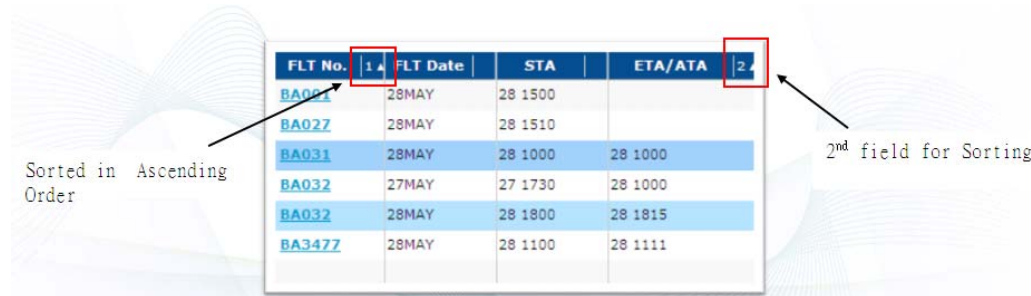 FLT No. 1▲ FLT Date STA ETA/ATA 2▲
BA001 28MAY 28 1500
BA027 28MAY 28 1510
BA031 28MAY 28 1000 28 1000
BA032 27MAY 27 1730 28 1000
BA032 28MAY 28 1800 28 1815
BA3477 28MAY 28 1100 28 1111
Sorted in Ascending
Order
2nd field for Sorting